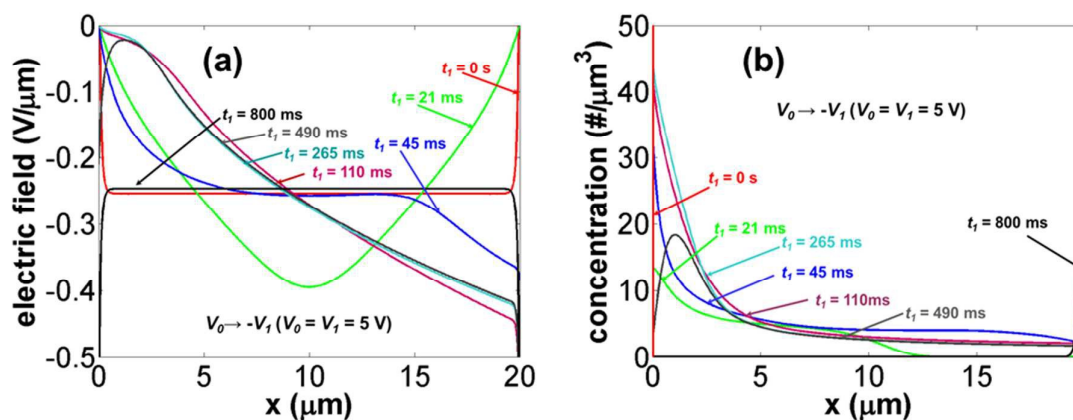 (a)
electric field (V/μm)
0
-0.1
-0.2
-0.3
-0.4
-0.5
t₁ = 0 s
t₁ = 21 ms
t₁ = 800 ms
t₁ = 490 ms
t₁ = 45 ms
t₁ = 265 ms
t₁ = 110 ms
V₀→ -V₁ (V₀ = V₁ = 5 V)
0 5 10 15 20
x (μm)
(b)
concentration (#/μm³)
50
40
30
20
10
0
V₀→ -V₁ (V₀ = V₁ = 5 V)
t₁ = 0 s
t₁ = 21 ms
t₁ = 800 ms
t₁ = 265 ms
t₁ = 45 ms
t₁ = 110ms
t₁ = 490 ms
0 5 10 15
x (μm)